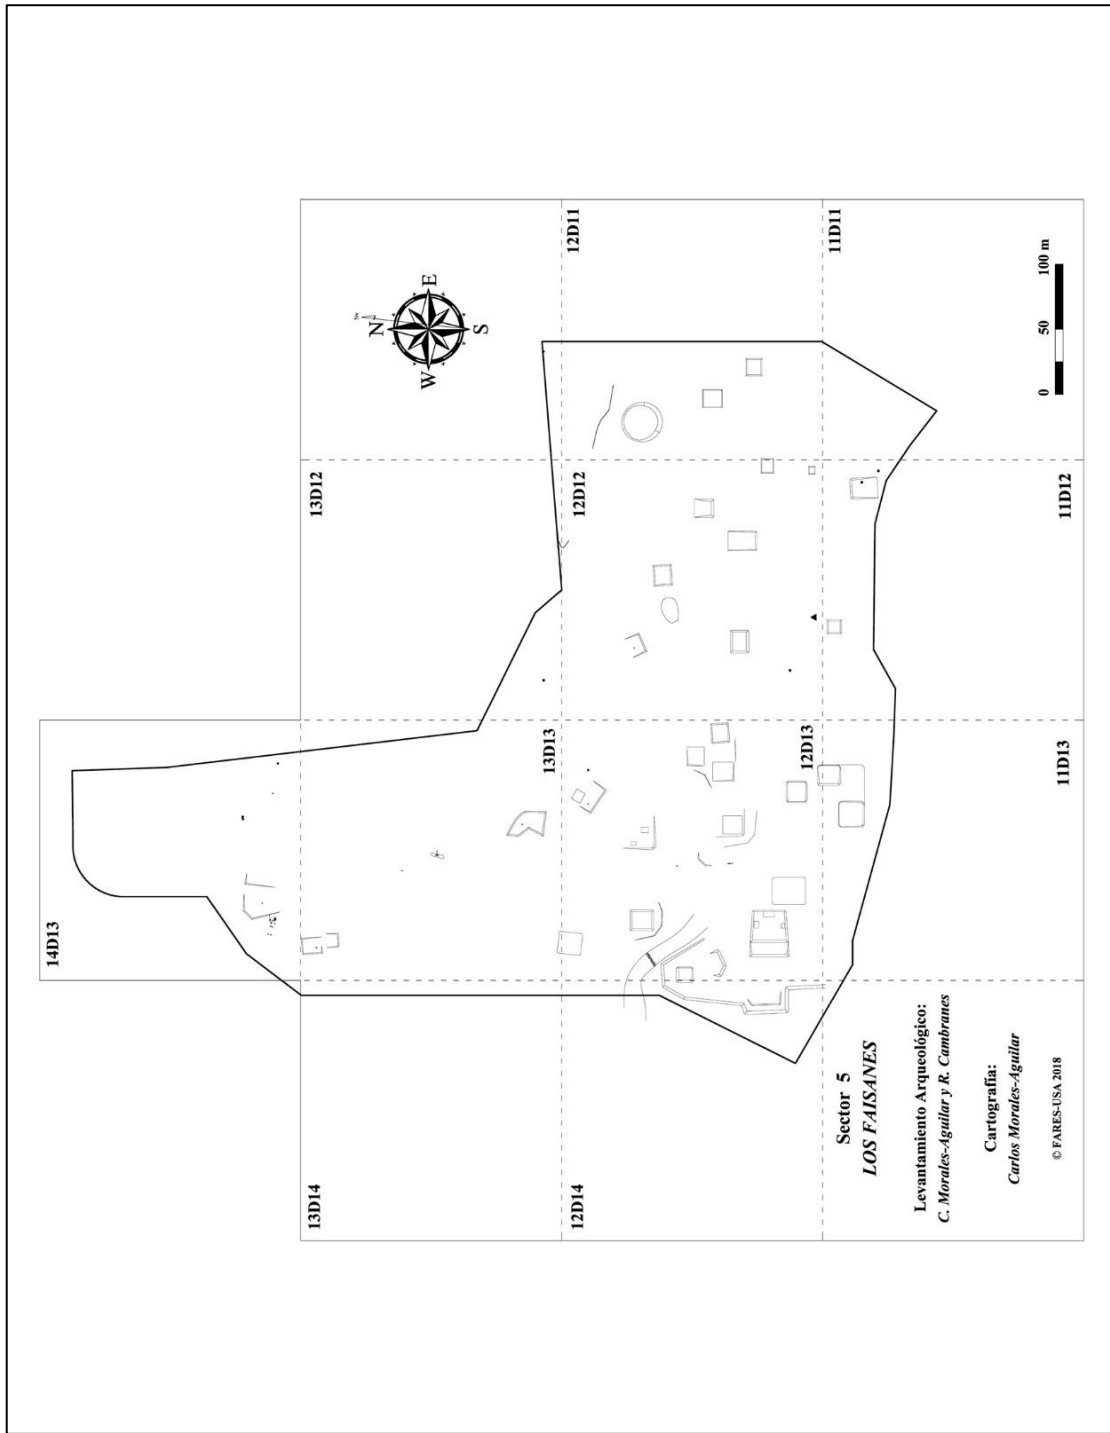 14D13
13D14
13D12
N
W
E
S
13D13
12D14
12D12
12D11
12D13
11D11
11D13
11D12
0
50
100 m
Sector 5
LOS FAISANES
Levantamiento Arqueológico:
C. Morales-Aguilar y R. Cambranes
Cartografía:
Carlos Morales-Aguilar
© FARES-USA 2018